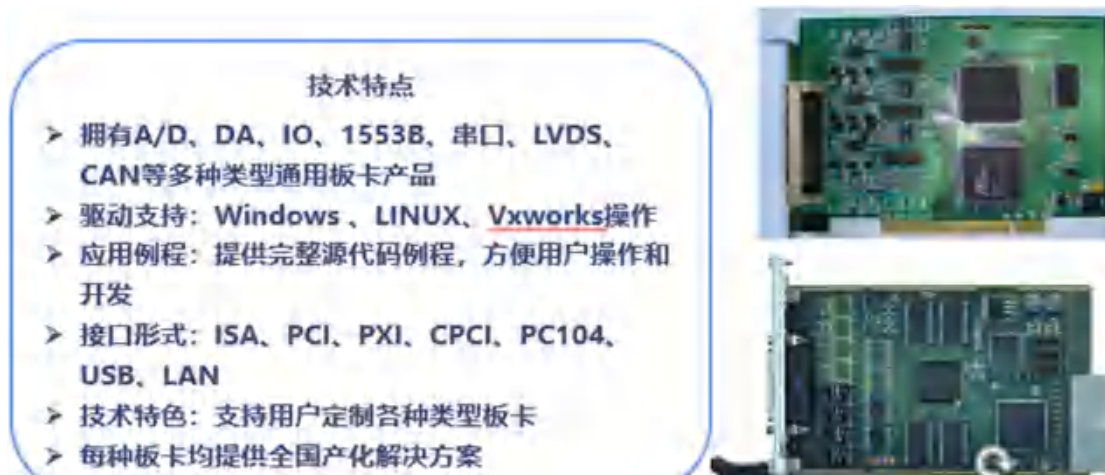 技术特点
➤ 拥有A/D、DA、IO、1553B、串口、LVDS、
CAN等多种类型通用板卡产品
➤ 驱动支持：Windows 、LINUX、Vxworks操作
➤ 应用例程：提供完整源代码例程，方便用户操作和
开发
➤ 接口形式：ISA、PCI、PXI、CPCI、PC104、
USB、LAN
➤ 技术特色：支持用户定制各种类型板卡
➤ 每种板卡均提供全国产化解决方案